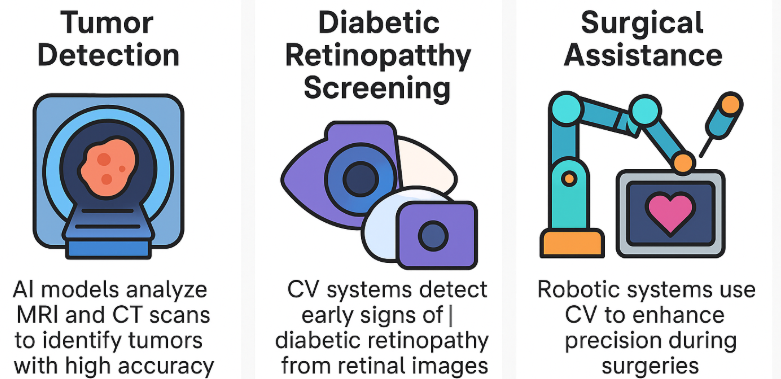 Tumor
Detection
AI models analyze
MRI and CT scans
to identify tumors
with high accuracy
Diabetic
Retinopatthy
Screening
CV systems detect
early signs of |
diabetic retinopathy
from retinal images
Surgical
Assistance
Robotic systems use
CV to enhance
precision during
surgeries